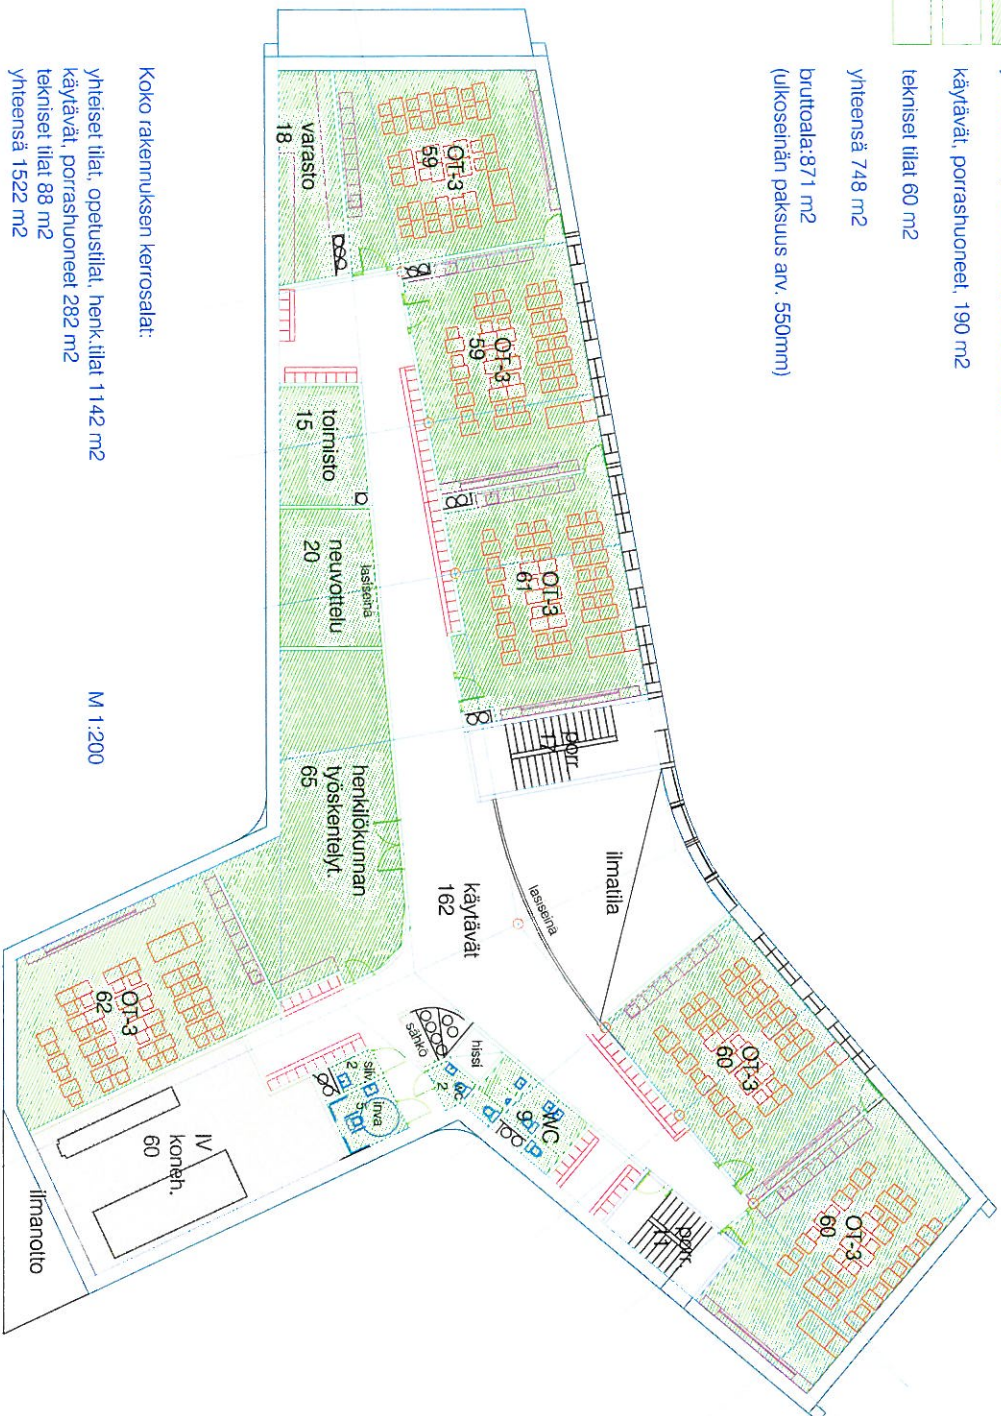 käytävät, porrashuoneet, 190 m2
tekniset tilat 60 m2
yhteensä 748 m2
bruttoala:871 m2
(ulkoseinän paksuus arv. 550mm)
OT-3
60
OT-3
60
porr.
11
ilmatila
lasiseinä
porr.
17
OT-3
61
OT-3
59
OT-3
59
varasto
18
toimisto
15
lasiseinä
neuvottelu
20
henkilökunnan
työskentelyt.
65
käytävät
162
hissi
sähkö
WC
9
wc
2
inva
5
siiv
2
OT-3
62
IV
koneh.
60
ilmanotto
Koko rakennuksen kerrosalat:
yhteiset tilat, opetustilat, henk.tilat 1142 m2
käytävät, porrashuoneet 282 m2
tekniset tilat 88 m2
yhteensä 1522 m2
M 1:200